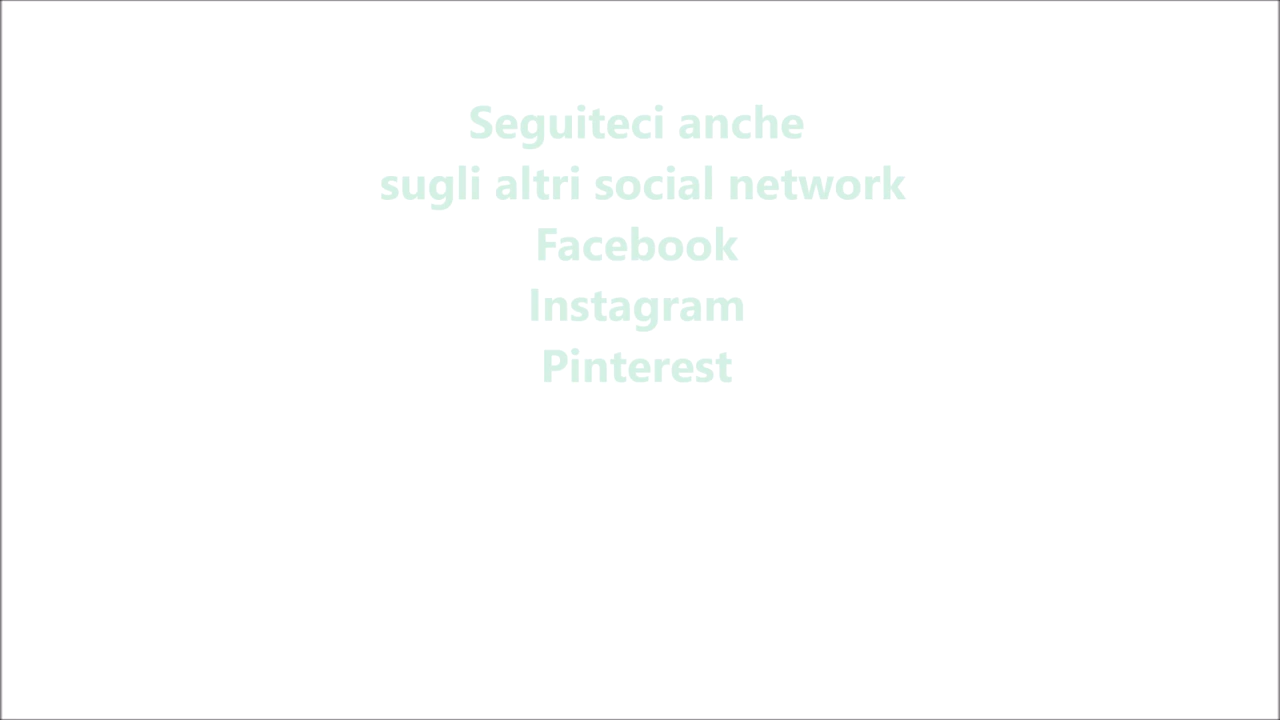 Seguiteci anche
sugli altri social network
Facebook
Instagram
Pinterest